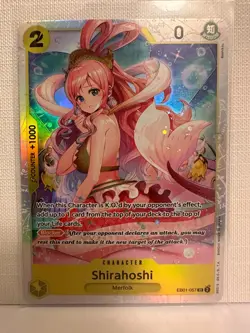 2
0
知
COUNTER +1000
When this Character is K.O.'d by your opponent's effect,
add up to 1 card from the top of your deck to the top of
your Life cards.
(After your opponent declares an attack, you may
rest this card to make it the new target of the attack.)
CHARACTER
Shirahoshi
Merfolk